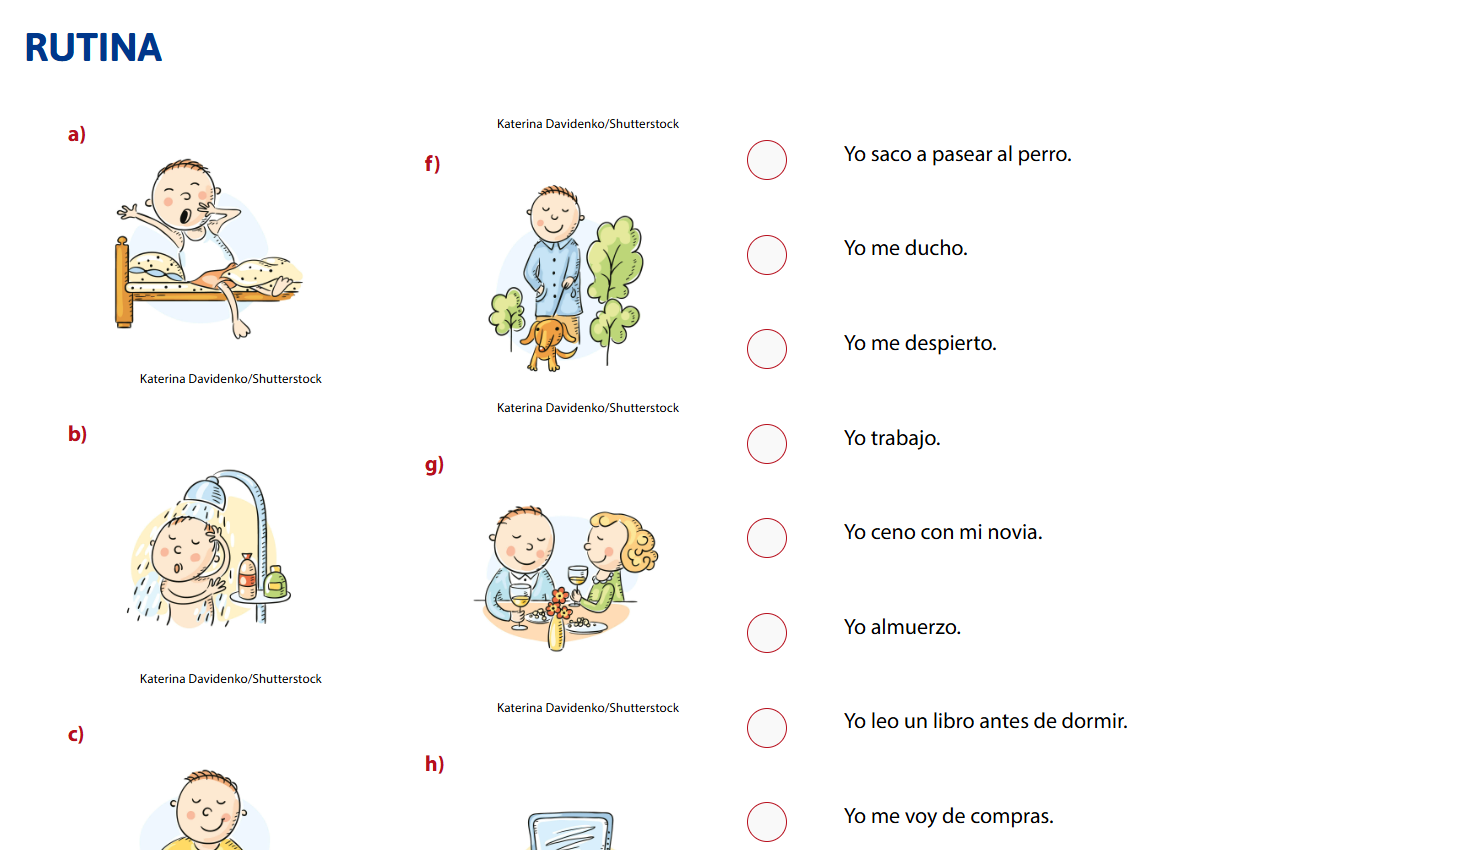 RUTINA
a)
Katerina Davidenko/Shutterstock
b)
Katerina Davidenko/Shutterstock
c)
Katerina Davidenko/Shutterstock
f)
Katerina Davidenko/Shutterstock
g)
Katerina Davidenko/Shutterstock
h)
Yo saco a pasear al perro.
Yo me ducho.
Yo me despierto.
Yo trabajo.
Yo ceno con mi novia.
Yo almuerzo.
Yo leo un libro antes de dormir.
Yo me voy de compras.